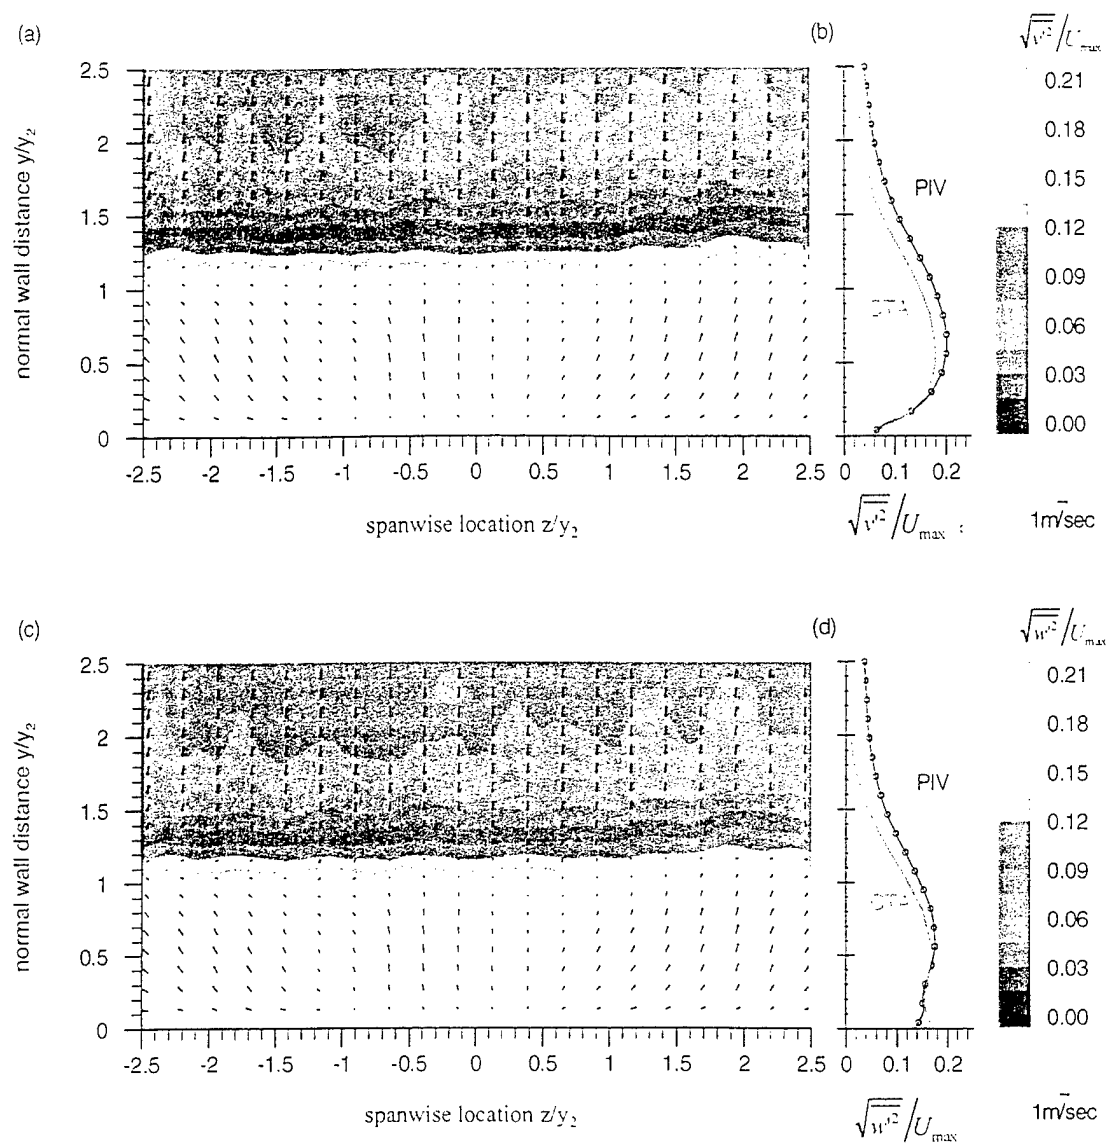 (a)
(b)
√v'²/U_max
2.5
2
1.5
1
0.5
0
normal wall distance y/y₂
-2.5 -2 -1.5 -1 -0.5 0 0.5 1 1.5 2 2.5
spanwise location z/y₂
PIV
0 0.1 0.2
√v'²/U_max
0.21
0.18
0.15
0.12
0.09
0.06
0.03
0.00
1m/sec
(c)
(d)
√w'²/U_max
2.5
2
1.5
1
0.5
0
normal wall distance y/y₂
-2.5 -2 -1.5 -1 -0.5 0 0.5 1 1.5 2 2.5
spanwise location z/y₂
PIV
0 0.1 0.2
√w'²/U_max
0.21
0.18
0.15
0.12
0.09
0.06
0.03
0.00
1m/sec